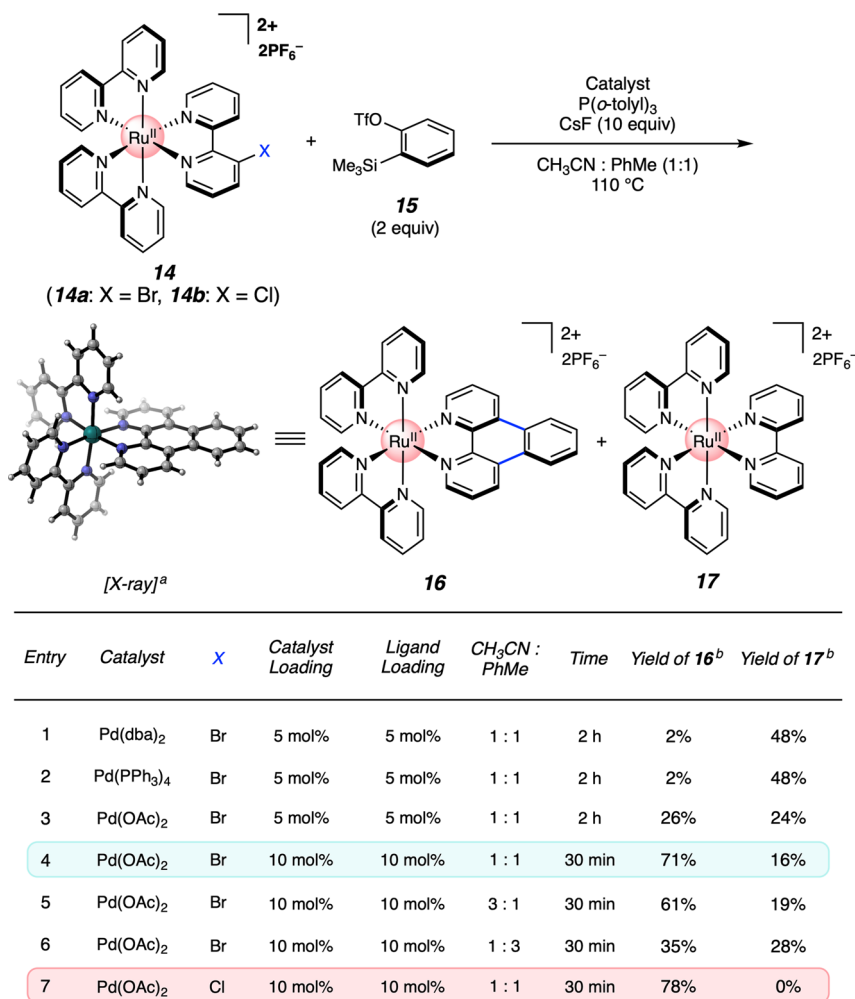 2+
2PF6–
N
N
N
RuII
N
N
N
X
+
TfO
Me3Si
15
(2 equiv)
Catalyst
P(o-tolyl)3
CsF (10 equiv)
CH3CN : PhMe (1:1)
110 °C
14
(14a: X = Br, 14b: X = Cl)
[X-ray]a
2+
2PF6–
N
N
N
RuII
N
N
N
16
+
2+
2PF6–
N
N
N
RuII
N
N
N
17
Entry Catalyst X Catalyst Loading Ligand Loading CH3CN : PhMe Time Yield of 16b Yield of 17b
1 Pd(dba)2 Br 5 mol% 5 mol% 1 : 1 2 h 2% 48%
2 Pd(PPh3)4 Br 5 mol% 5 mol% 1 : 1 2 h 2% 48%
3 Pd(OAc)2 Br 5 mol% 5 mol% 1 : 1 2 h 26% 24%
4 Pd(OAc)2 Br 10 mol% 10 mol% 1 : 1 30 min 71% 16%
5 Pd(OAc)2 Br 10 mol% 10 mol% 3 : 1 30 min 61% 19%
6 Pd(OAc)2 Br 10 mol% 10 mol% 1 : 3 30 min 35% 28%
7 Pd(OAc)2 Cl 10 mol% 10 mol% 1 : 1 30 min 78% 0%